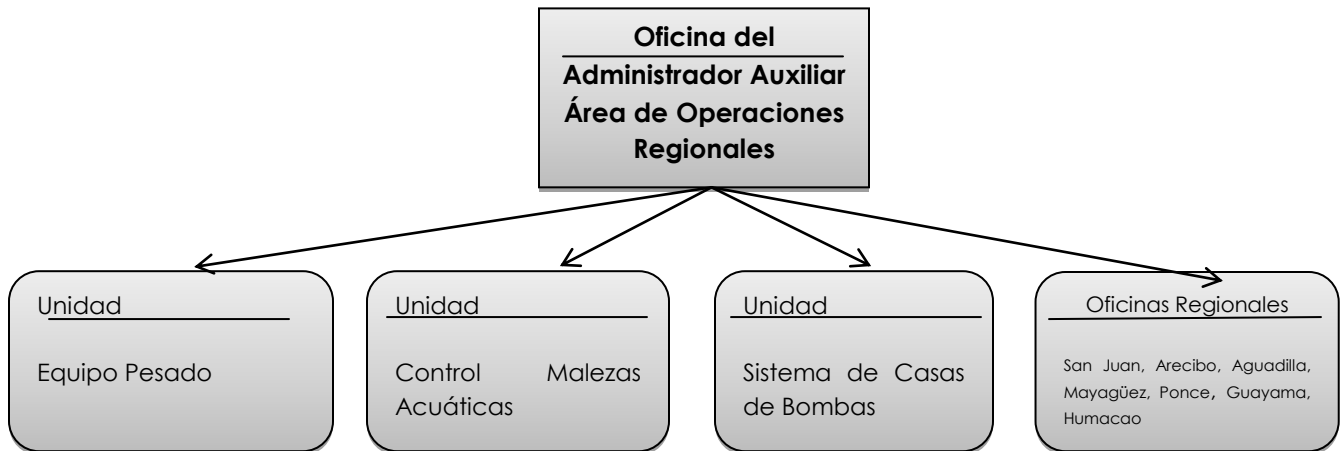 Oficina del
Administrador Auxiliar
Área de Operaciones
Regionales
Unidad
Equipo Pesado
Unidad
Control Malezas
Acuáticas
Unidad
Sistema de Casas
de Bombas
Oficinas Regionales
San Juan, Arecibo, Aguadilla,
Mayagüez, Ponce, Guayama,
Humacao